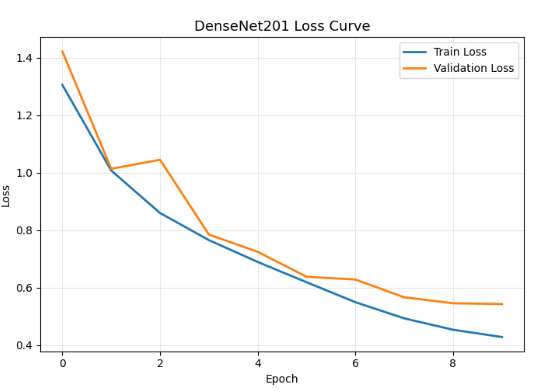 DenseNet201 Loss Curve
Train Loss
Validation Loss
1.4
1.2
1.0
0.8
0.6
0.4
Loss
0 2 4 6 8
Epoch